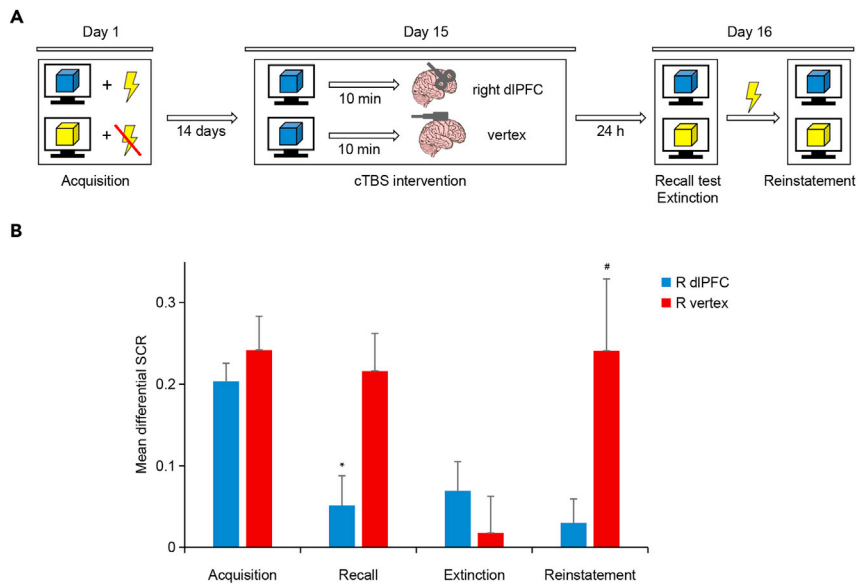 A
Day 1
Day 15
Day 16
+
+
14 days
10 min
right dlPFC
10 min
vertex
24 h
Acquisition
cTBS intervention
Recall test
Extinction
Reinstatement
B
Mean differential SCR
0.3
0.2
0.1
0
*
#
R dlPFC
R vertex
Acquisition
Recall
Extinction
Reinstatement